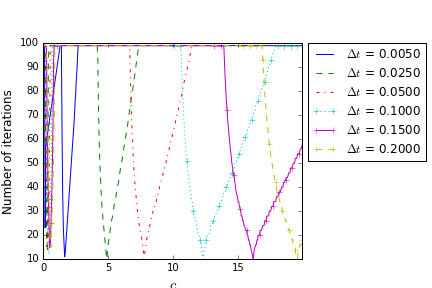 100
90
80
70
60
50
40
30
20
10
Number of iterations
0 5 10 15
c
Δt = 0.0050
Δt = 0.0250
Δt = 0.0500
Δt = 0.1000
Δt = 0.1500
Δt = 0.2000